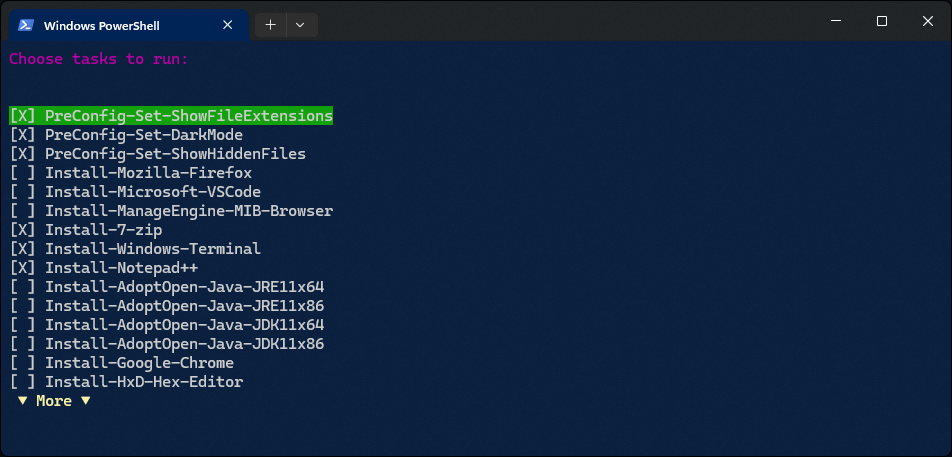 Windows PowerShell
Choose tasks to run:
[X] PreConfig-Set-ShowFileExtensions
[X] PreConfig-Set-DarkMode
[X] PreConfig-Set-ShowHiddenFiles
[ ] Install-Mozilla-Firefox
[ ] Install-Microsoft-VSCode
[ ] Install-ManageEngine-MIB-Browser
[X] Install-7-zip
[X] Install-Windows-Terminal
[X] Install-Notepad++
[ ] Install-AdoptOpen-Java-JRE11x64
[ ] Install-AdoptOpen-Java-JRE11x86
[ ] Install-AdoptOpen-Java-JDK11x64
[ ] Install-AdoptOpen-Java-JDK11x86
[ ] Install-Google-Chrome
[ ] Install-HxD-Hex-Editor
▼ More ▼